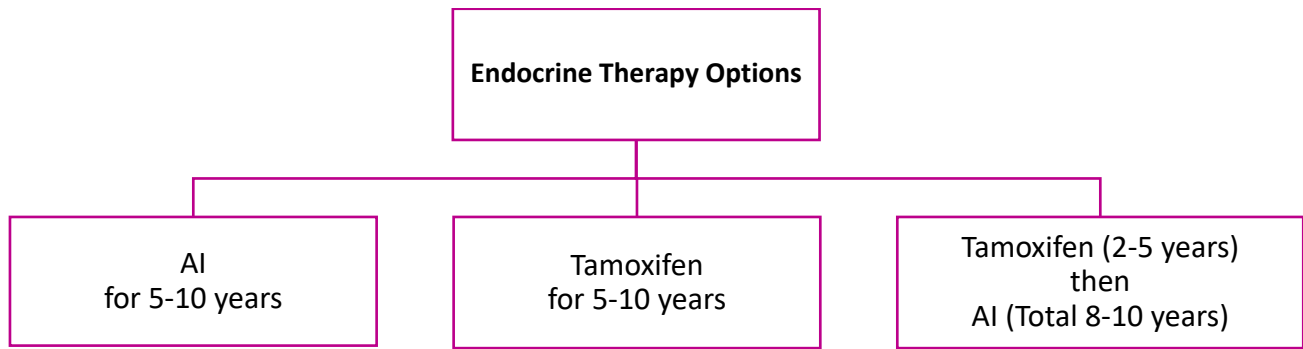 Endocrine Therapy Options
AI
for 5-10 years
Tamoxifen
for 5-10 years
Tamoxifen (2-5 years)
then
AI (Total 8-10 years)